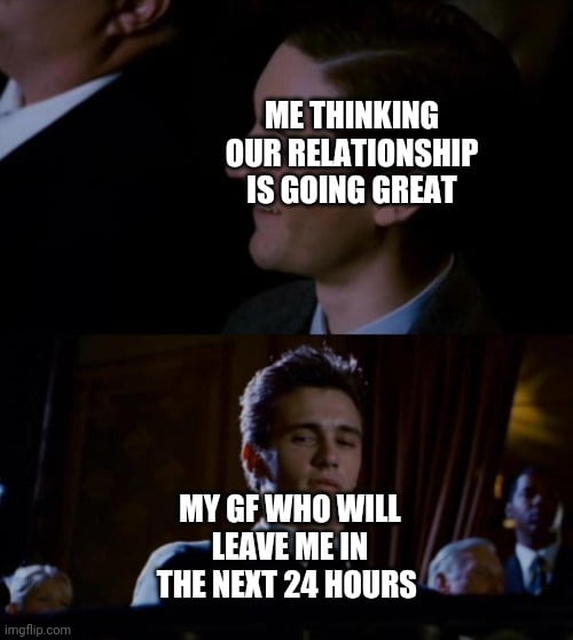 ME THINKING
OUR RELATIONSHIP
IS GOING GREAT
MY GF WHO WILL
LEAVE ME IN
THE NEXT 24 HOURS
imgflip.com